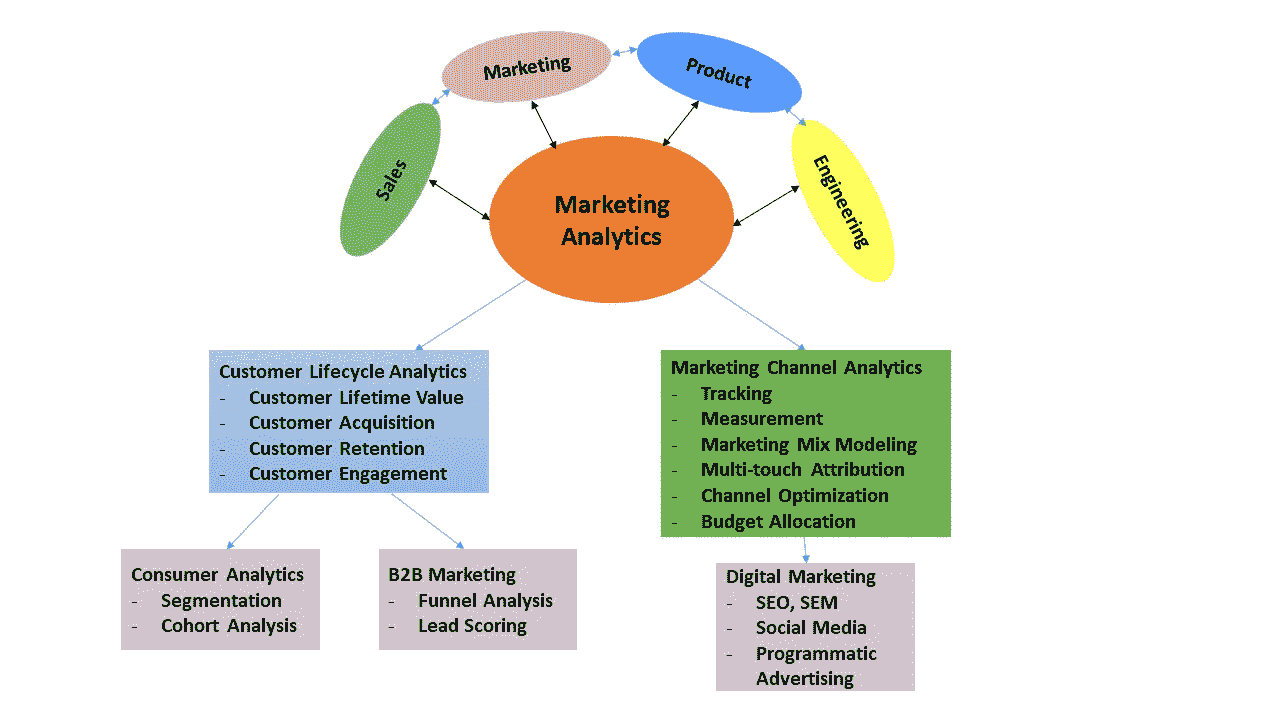 Marketing
Product
Sales
Engineering
Marketing
Analytics
Customer Lifecycle Analytics
- Customer Lifetime Value
- Customer Acquisition
- Customer Retention
- Customer Engagement
Marketing Channel Analytics
- Tracking
- Measurement
- Marketing Mix Modeling
- Multi-touch Attribution
- Channel Optimization
- Budget Allocation
Consumer Analytics
- Segmentation
- Cohort Analysis
B2B Marketing
- Funnel Analysis
- Lead Scoring
Digital Marketing
- SEO, SEM
- Social Media
- Programmatic
Advertising